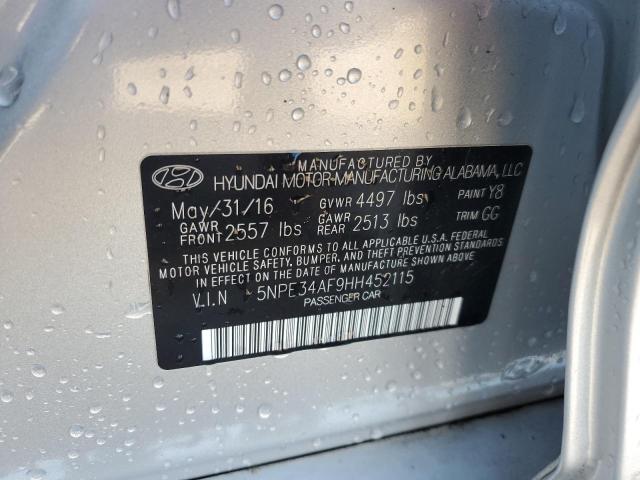 MANUFACTURED BY
HYUNDAI MOTOR MANUFACTURING ALABAMA, LLC
May/31/16 GVWR 4497 lbs PAINT Y8
GAWR FRONT 2557 lbs GAWR REAR 2513 lbs TRIM GG
THIS VEHICLE CONFORMS TO ALL APPLICABLE U.S.A. FEDERAL
MOTOR VEHICLE SAFETY, BUMPER, AND THEFT PREVENTION
STANDARDS IN EFFECT ON THE DATE OF MANUFACTURE SHOWN ABOVE.
V.I.N 5NPE34AF9HH452115
PASSENGER CAR